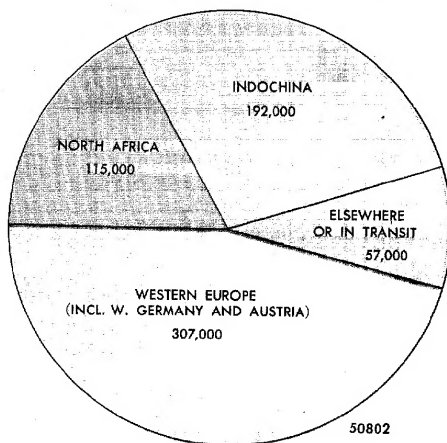 INDOCHINA
192,000
NORTH AFRICA
115,000
ELSEWHERE
OR IN TRANSIT
57,000
WESTERN EUROPE
(INCL. W. GERMANY AND AUSTRIA)
307,000
50802